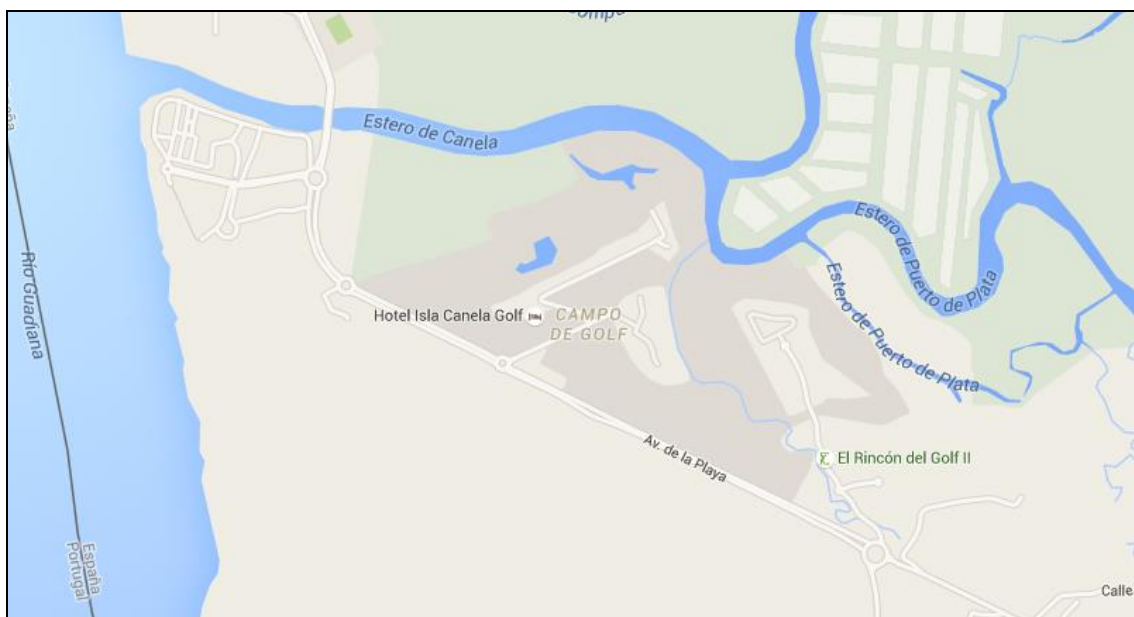 Estero de Canela
Estero de Puerto de Plata
Estero de Puerto de Plata
Río Guadiana
Hotel Isla Canela Golf
CAMPO
DE GOLF
Av. de la Playa
El Rincón del Golf II
España
Portugal
Calle